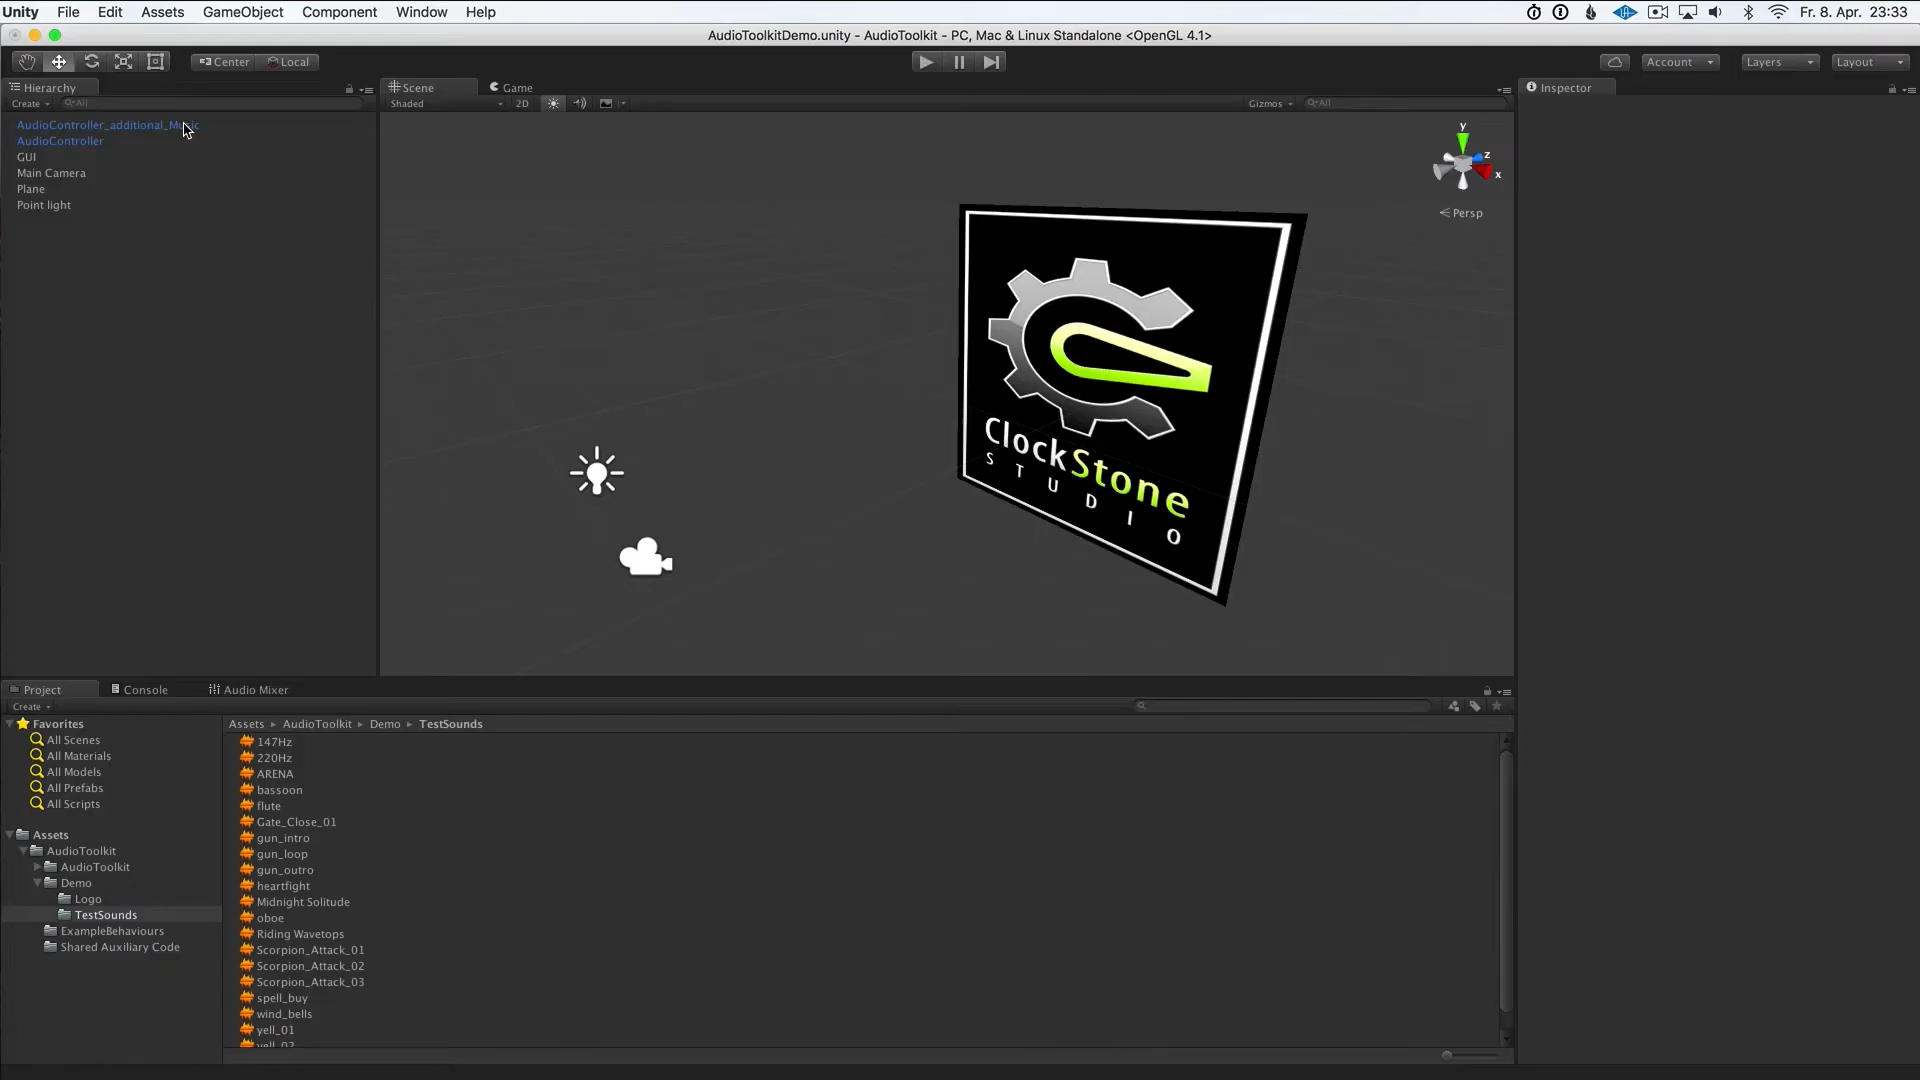 Unity File Edit Assets GameObject Component Window Help Fr. 8. Apr. 23:33
AudioToolkitDemo.unity - AudioToolkit - PC, Mac & Linux Standalone <OpenGL 4.1>
Center Local Account Layers Layout
Hierarchy
Create All
AudioController_additional_Music
AudioController
GUI
Main Camera
Plane
Point light
Scene Game
Shaded 2D Gizmos All
y
z
x
Persp
ClockStone
STUDIO
Inspector
Project Console Audio Mixer
Create
Favorites
All Scenes
All Materials
All Models
All Prefabs
All Scripts
Assets
AudioToolkit
AudioToolkit
Demo
Logo
TestSounds
ExampleBehaviours
Shared Auxiliary Code
Assets AudioToolkit Demo TestSounds
147Hz
220Hz
ARENA
bassoon
flute
Gate_Close_01
gun_intro
gun_loop
gun_outro
heartfight
Midnight Solitude
oboe
Riding Wavetops
Scorpion_Attack_01
Scorpion_Attack_02
Scorpion_Attack_03
spell_buy
wind_bells
yell_01
yell_02